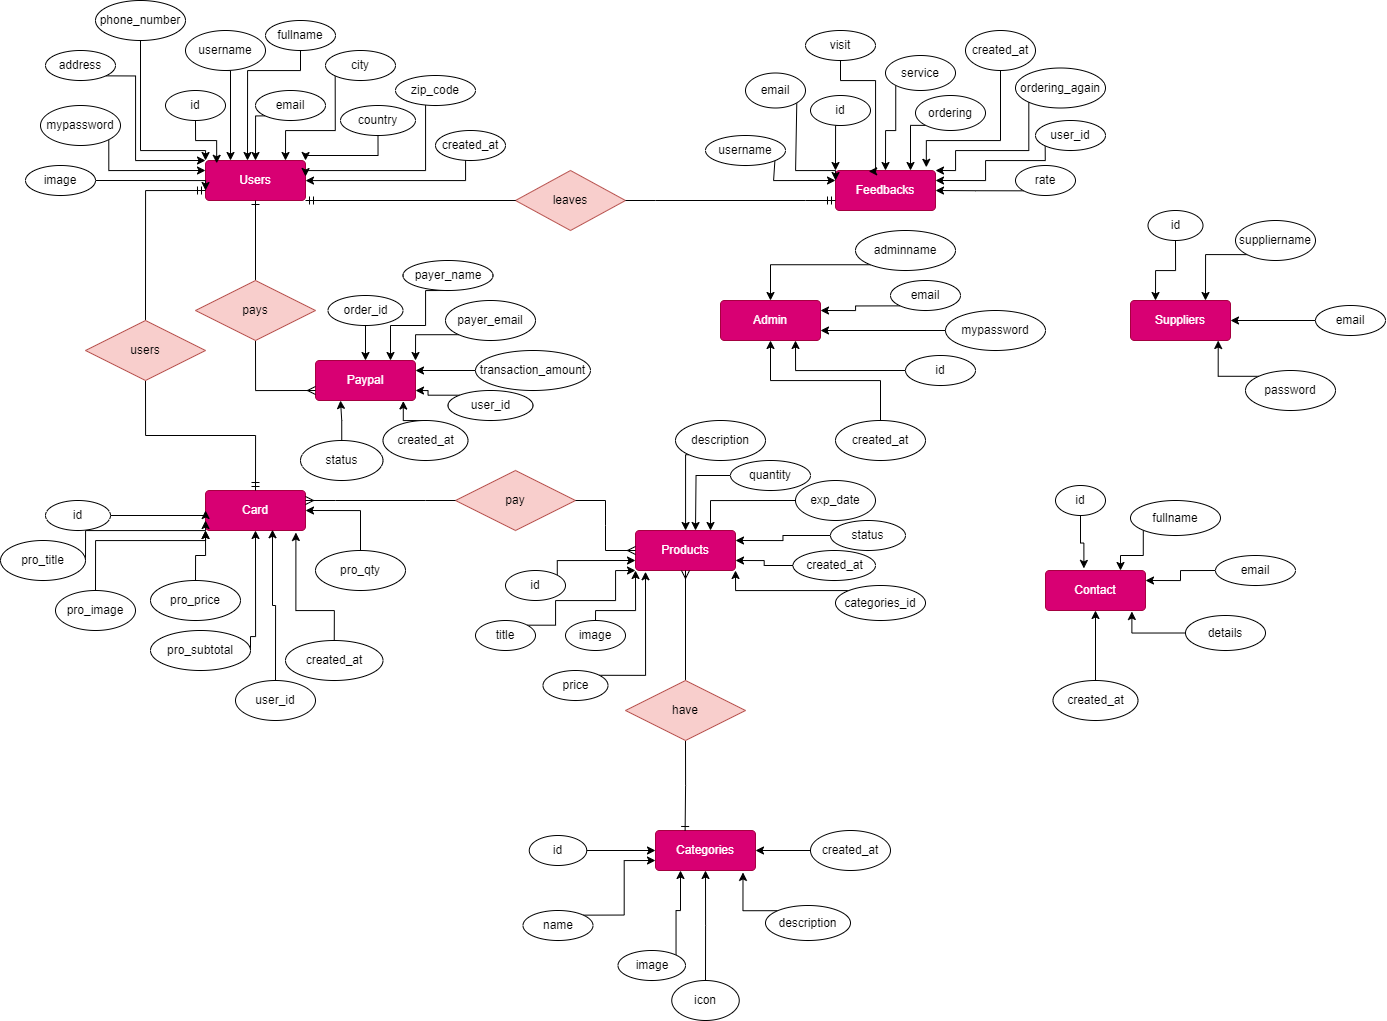 phone_number
fullname
username
address
city
zip_code
id
email
country
mypassword
created_at
image
Users
visit
created_at
service
email
ordering_again
id
ordering
user_id
username
rate
Feedbacks
leaves
id
suppliername
Suppliers
email
password
adminname
email
Admin
mypassword
id
created_at
payer_name
order_id
payer_email
pays
users
Paypal
transaction_amount
user_id
created_at
status
description
quantity
exp_date
pay
status
Products
created_at
categories_id
id
title
image
price
id
Card
pro_title
pro_qty
pro_image
pro_price
pro_subtotal
created_at
user_id
id
fullname
email
Contact
details
created_at
have
id
Categories
created_at
name
description
image
icon